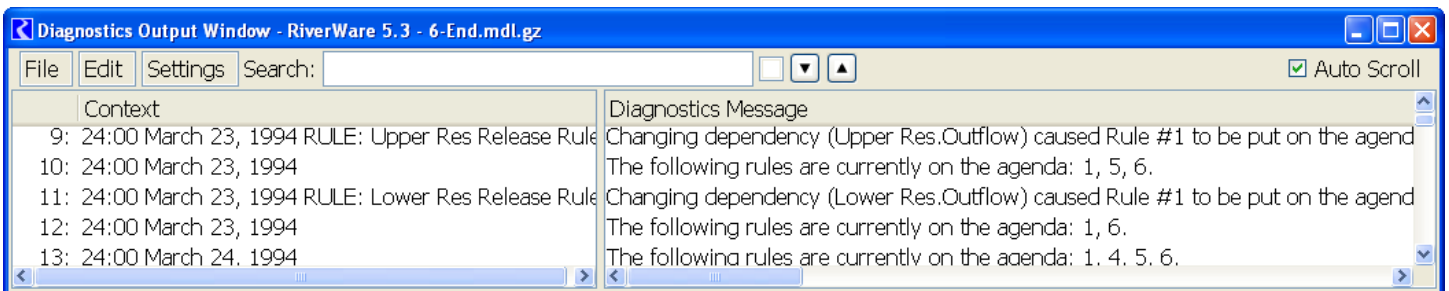 Diagnostics Output Window - RiverWare 5.3 - 6-End.mdl.gz
File Edit Settings Search: Auto Scroll
Context Diagnostics Message
9: 24:00 March 23, 1994 RULE: Upper Res Release Rule Changing dependency (Upper Res.Outflow) caused Rule #1 to be put on the agend
10: 24:00 March 23, 1994 The following rules are currently on the agenda: 1, 5, 6.
11: 24:00 March 23, 1994 RULE: Lower Res Release Rule Changing dependency (Lower Res.Outflow) caused Rule #1 to be put on the agend
12: 24:00 March 23, 1994 The following rules are currently on the agenda: 1, 6.
13: 24:00 March 24, 1994 The following rules are currently on the agenda: 1, 4, 5, 6.